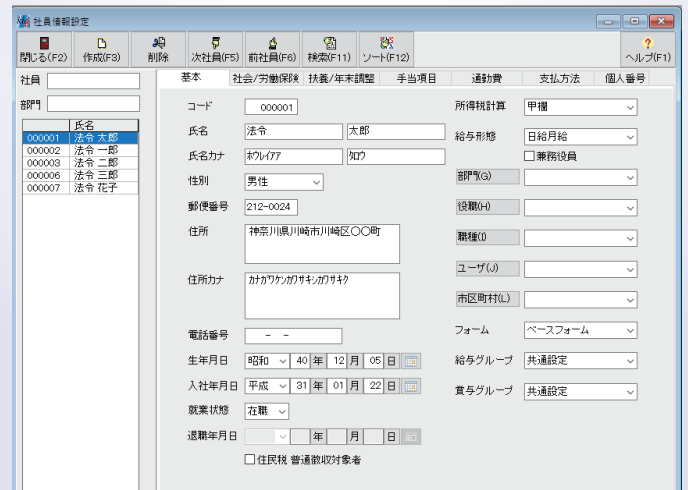 社員情報設定
閉じる(F2) 作成(F3) 削除 次社員(F5) 前社員(F6) 検索(F11) ソート(F12) ヘルプ(F1)
社員
部門
氏名
000001 法令 太郎
000002 法令 一郎
000003 法令 二郎
000006 法令 三郎
000007 法令 花子
基本 社会/労働保険 扶養/年末調整 手当項目 通勤費 支払方法 個人番号
コード 000001
氏名 法令 太郎
氏名カナ ﾎｳﾚｲｱｱ ﾀﾛｳ
性別 男性
郵便番号 212-0024
住所 神奈川県川崎市川崎区〇〇町
住所カナ ｶﾅｶﾞﾜｹﾝｶﾜｻｷｼｶﾜｻｷｸ
電話番号 - -
生年月日 昭和 40 年 12 月 05 日
入社年月日 平成 31 年 01 月 22 日
就業状態 在職
退職年月日 年 月 日
住民税 普通徴収対象者
所得税計算 甲欄
給与形態 日給月給
兼務役員
部門(G)
役職(H)
職種(I)
ユーザ(J)
市区町村(L)
フォーム ベースフォーム
給与グループ 共通設定
賞与グループ 共通設定